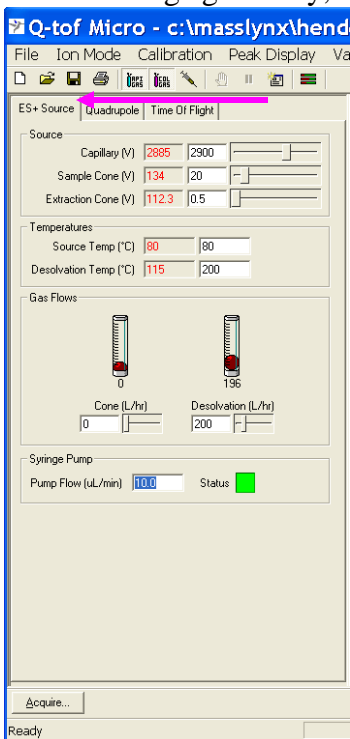 Q-tof Micro - c:\masslynx\hende
File Ion Mode Calibration Peak Display Va
ES+ Source Quadrupole Time Of Flight
Source
Capillary (V) 2885 2900
Sample Cone (V) 134 20
Extraction Cone (V) 112.3 0.5
Temperatures
Source Temp (°C) 80 80
Desolvation Temp (°C) 115 200
Gas Flows
0 196
Cone (L/hr) Desolvation (L/hr)
0 200
Syringe Pump
Pump Flow (uL/min) 10.0 Status
Acquire...
Ready